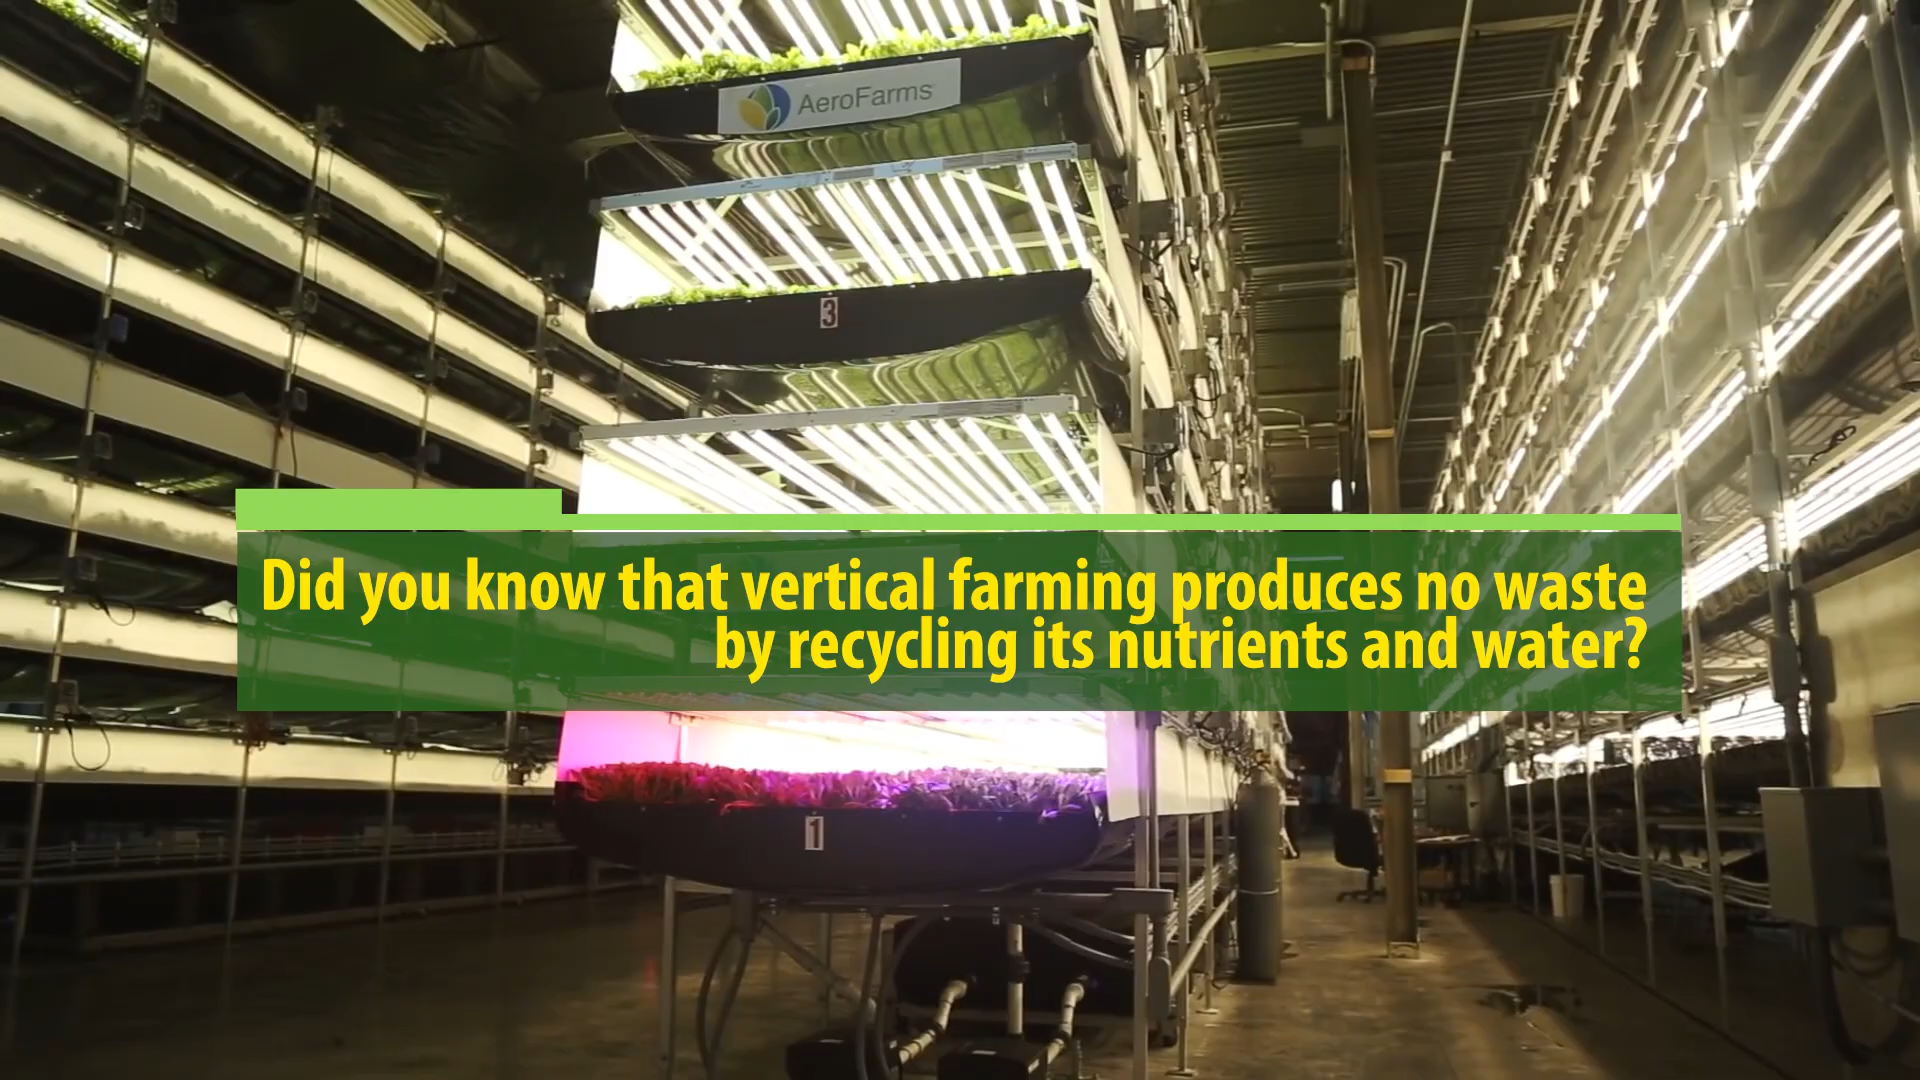 AeroFarms
3
Did you know that vertical farming produces no waste
by recycling its nutrients and water?
1